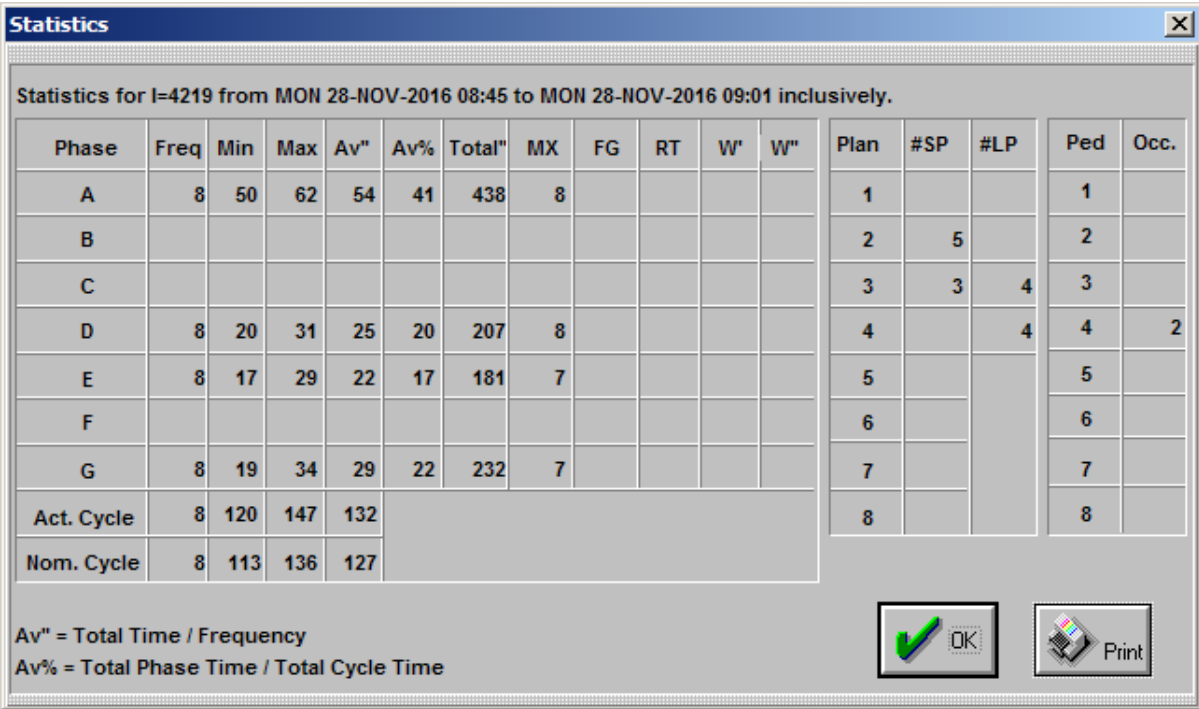 Statistics
Statistics for I=4219 from MON 28-NOV-2016 08:45 to MON 28-NOV-2016 09:01 inclusively.
Phase Freq Min Max Av" Av% Total" MX FG RT W' W"
A 8 50 62 54 41 438 8
B
C
D 8 20 31 25 20 207 8
E 8 17 29 22 17 181 7
F
G 8 19 34 29 22 232 7
Act. Cycle 8 120 147 132
Nom. Cycle 8 113 136 127
Plan #SP #LP
1
2 5
3 3 4
4 4
5
6
7
8
Ped Occ.
1
2
3
4 2
5
6
7
8
Av" = Total Time / Frequency
Av% = Total Phase Time / Total Cycle Time
OK
Print